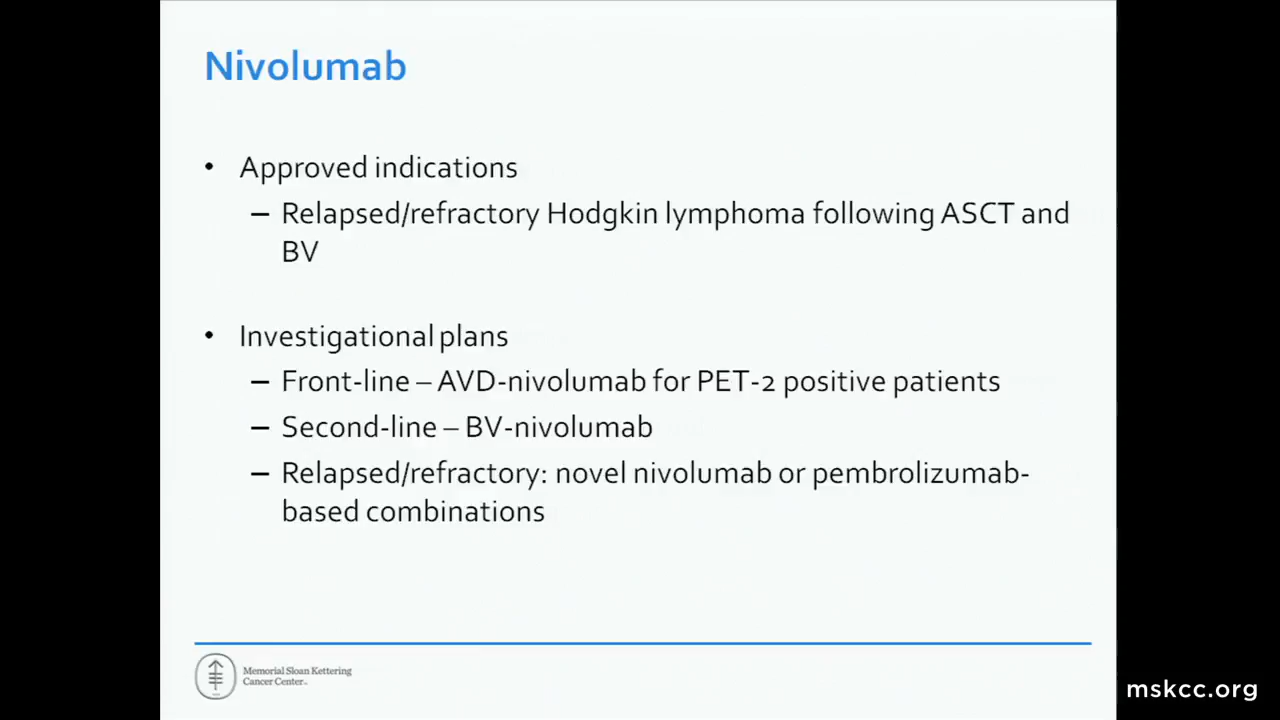 Nivolumab
• Approved indications
– Relapsed/refractory Hodgkin lymphoma following ASCT and
BV
• Investigational plans
– Front-line – AVD-nivolumab for PET-2 positive patients
– Second-line – BV-nivolumab
– Relapsed/refractory: novel nivolumab or pembrolizumab-
based combinations
Memorial Sloan Kettering
Cancer Center
mskcc.org